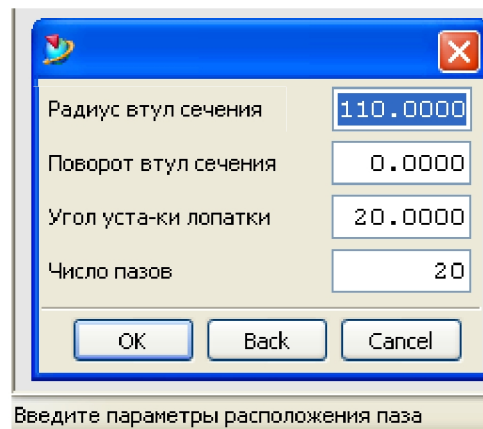 Радиус втул сечения 110.0000
Поворот втул сечения 0.0000
Угол уста-ки лопатки 20.0000
Число пазов 20
OK Back Cancel
Введите параметры расположения паза